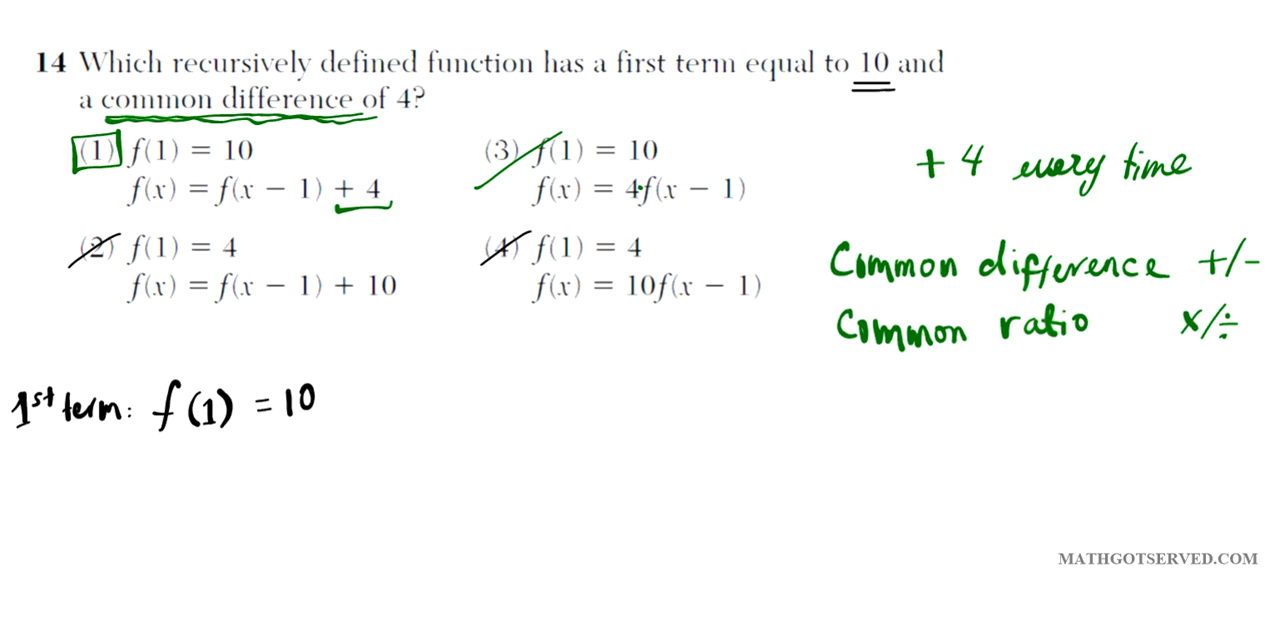 14 Which recursively defined function has a first term equal to 10 and
a common difference of 4?
(1) f(1) = 10
f(x) = f(x − 1) + 4
(2) f(1) = 4
f(x) = f(x − 1) + 10
(3) f(1) = 10
f(x) = 4·f(x − 1)
(4) f(1) = 4
f(x) = 10f(x − 1)
+ 4 every time
Common difference +/−
Common ratio x/÷
1st term: f(1) = 10
MATHGOTSERVED.COM